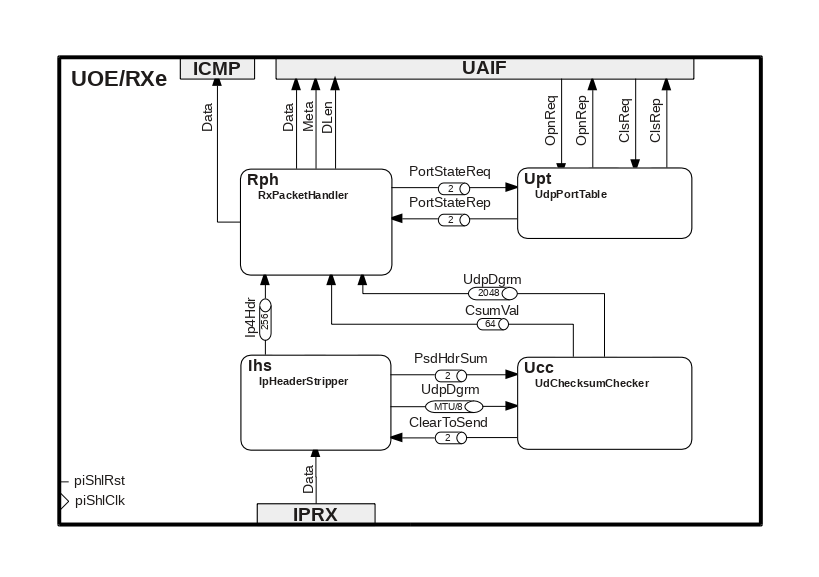 ICMP
UAIF
UOE/RXe
Data
Data
Meta
DLen
OpnReq
OpnRep
ClsReq
ClsRep
Rph
RxPacketHandler
PortStateReq
2
PortStateRep
2
Upt
UdpPortTable
UdpDgrm
2048
CsumVal
64
Ip4Hdr
256
Ihs
IpHeaderStripper
PsdHdrSum
2
UdpDgrm
MTU/8
ClearToSend
2
Ucc
UdChecksumChecker
Data
piShlRst
piShlClk
IPRX